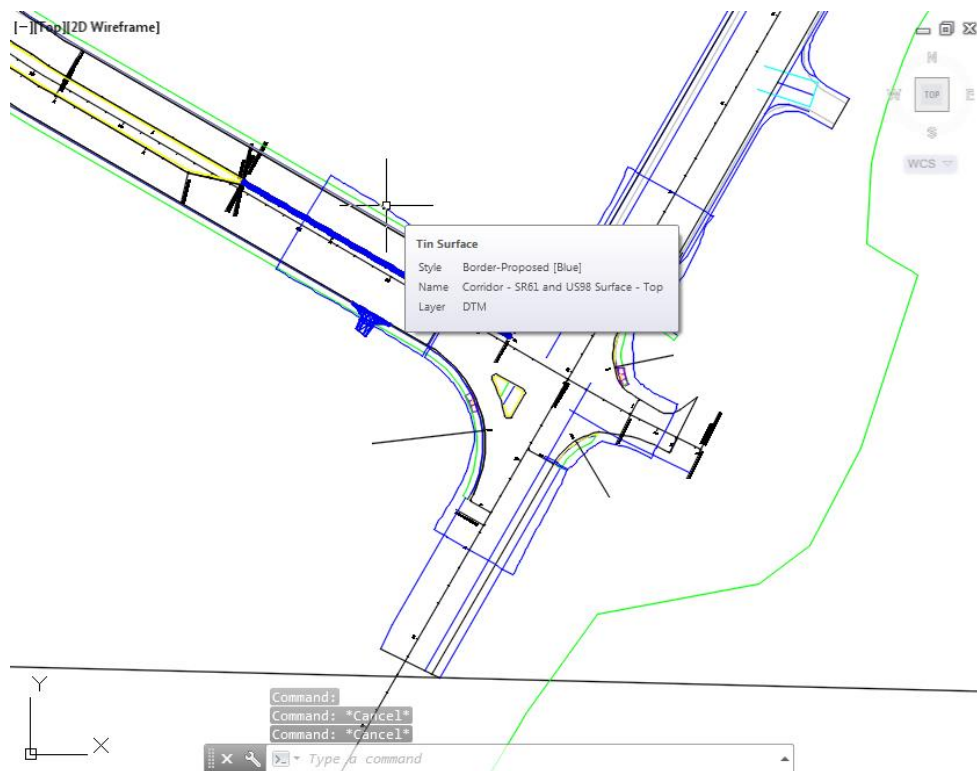 [−][Top][2D Wireframe]
N
W TOP E
S
WCS
Tin Surface
Style Border-Proposed [Blue]
Name Corridor - SR61 and US98 Surface - Top
Layer DTM
Y
X
Command:
Command: *Cancel*
Command: *Cancel*
Type a command